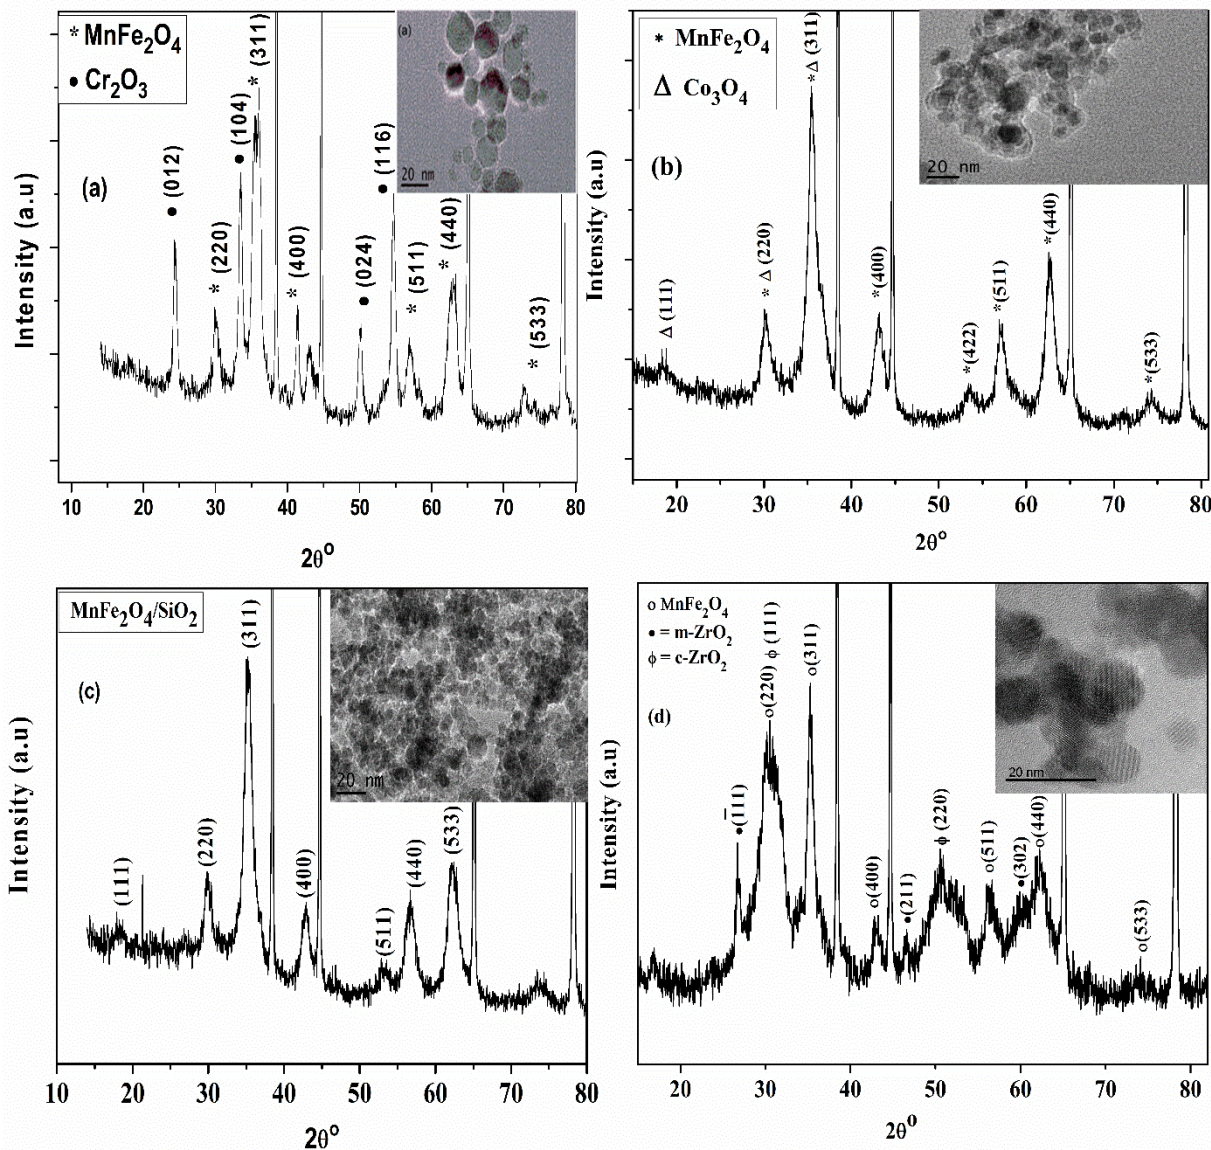 * MnFe₂O₄
● Cr₂O₃
(a)
(a)
20 nm
● (012)
* (220)
● (104)
* (311)
* (400)
● (024)
● (116)
* (511)
* (440)
* (533)
Intensity (a.u)
10 20 30 40 50 60 70 80
2θ°
* MnFe₂O₄
Δ Co₃O₄
(b)
20 nm
Δ (111)
* Δ (220)
*Δ (311)
*(400)
*(422)
*(511)
*(440)
*(533)
Intensity (a.u)
20 30 40 50 60 70 80
2θ°
MnFe₂O₄/SiO₂
(c)
20 nm
(111)
(220)
(311)
(400)
(511)
(440)
(533)
Intensity (a.u)
10 20 30 40 50 60 70 80
2θ°
o MnFe₂O₄
● = m-ZrO₂
ϕ = c-ZrO₂
(d)
20 nm
●(1̅11)
o(220) ϕ (111)
o(311)
o(400)
●(211)
ϕ (220)
o(511)
●(302)
o(440)
o(533)
Intensity (a.u)
20 30 40 50 60 70 80
2θ⁰